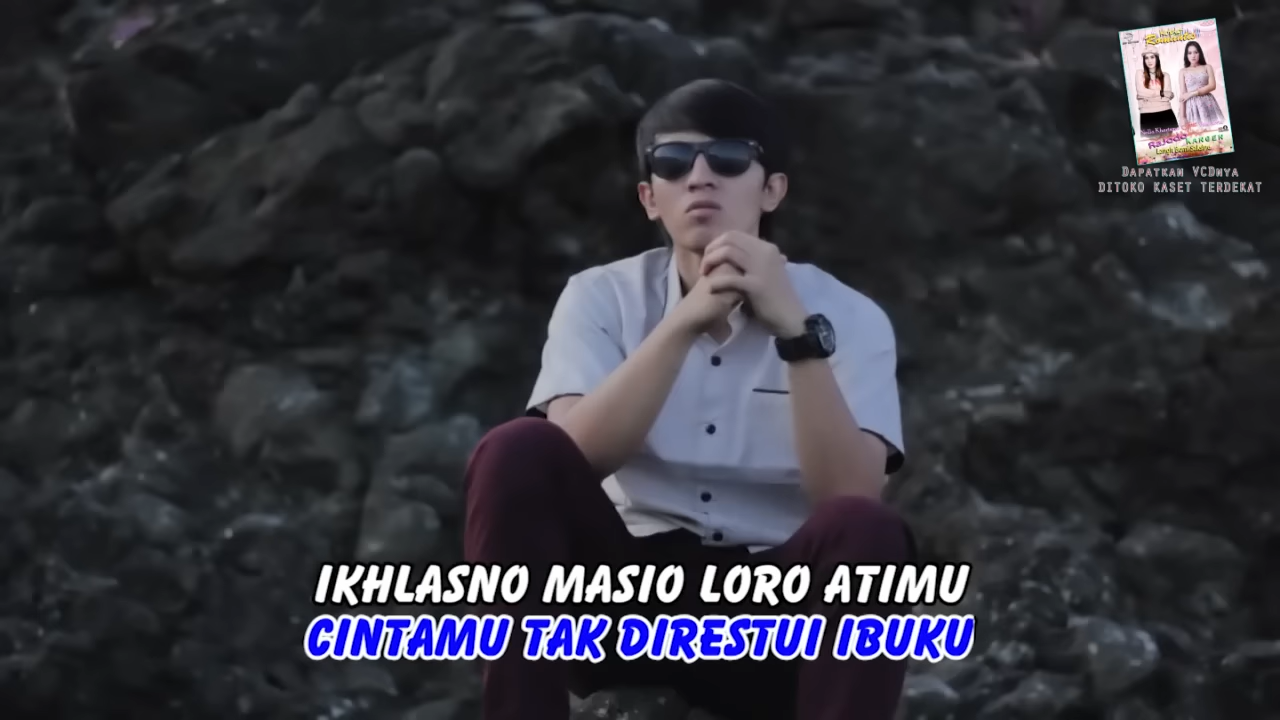 DAPATKAN VCDNYA
DITOKO KASET TERDEKAT
IKHLASNO MASIO LORO ATIMU
CINTAMU TAK DIRESTUI IBUKU